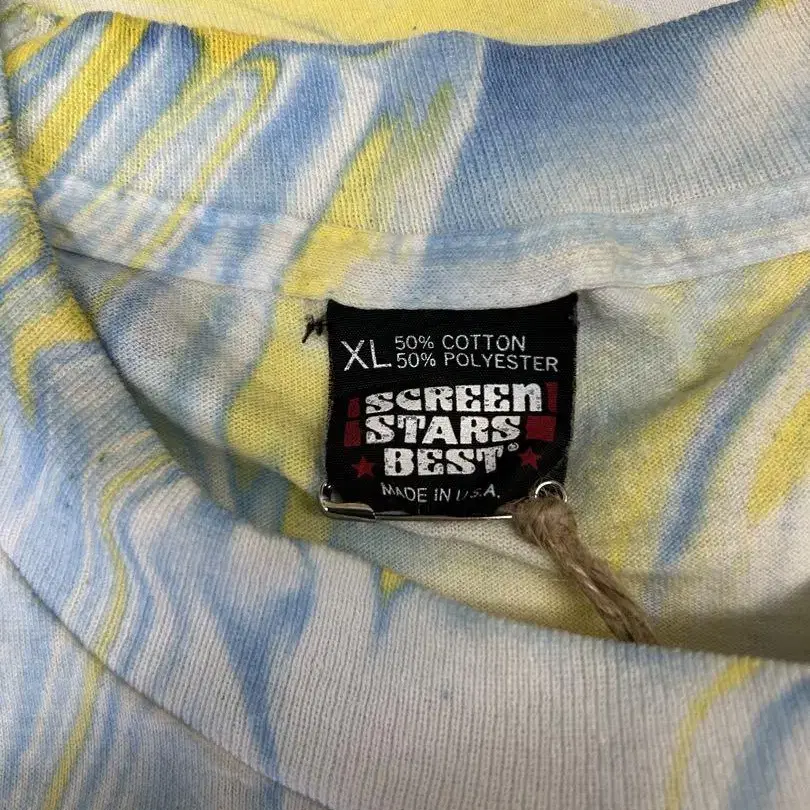 XL 50% COTTON
50% POLYESTER
SCREEN
STARS
BEST®
MADE IN U.S.A.